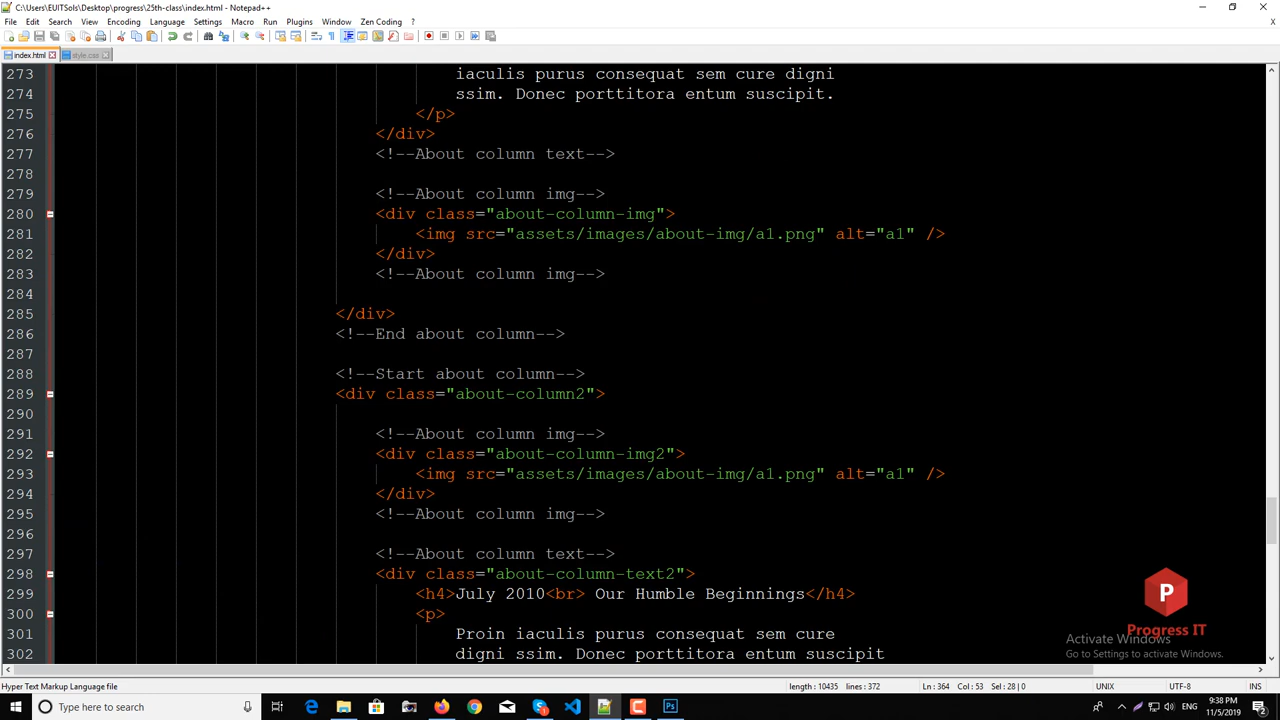 C:\Users\EUITSols\Desktop\progress\25th-class\index.html - Notepad++
File Edit Search View Encoding Language Settings Macro Run Plugins Window Zen Coding ? X
index.html style.css
273 iaculis purus consequat sem cure digni
274 ssim. Donec porttitora entum suscipit.
275 </p>
276 </div>
277 <!--About column text-->
278
279 <!--About column img-->
280 <div class="about-column-img">
281 <img src="assets/images/about-img/a1.png" alt="a1" />
282 </div>
283 <!--About column img-->
284
285 </div>
286 <!--End about column-->
287
288 <!--Start about column-->
289 <div class="about-column2">
290
291 <!--About column img-->
292 <div class="about-column-img2">
293 <img src="assets/images/about-img/a1.png" alt="a1" />
294 </div>
295 <!--About column img-->
296
297 <!--About column text-->
298 <div class="about-column-text2">
299 <h4>July 2010<br> Our Humble Beginnings</h4>
300 <p>
301 Proin iaculis purus consequat sem cure
302 digni ssim. Donec porttitora entum suscipit
P
Progress IT
Activate Windows
Go to Settings to activate Windows.
Hyper Text Markup Language file length : 10435 lines : 372 Ln : 364 Col : 53 Sel : 28 | 0 UNIX UTF-8 INS
Type here to search
9:38 PM
11/5/2019